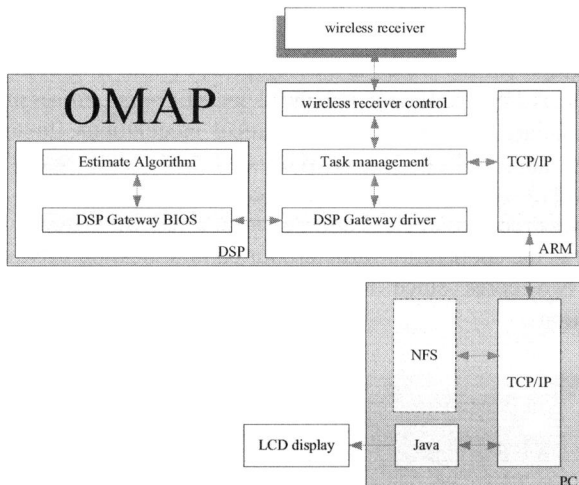 wireless receiver
OMAP
wireless receiver control
Estimate Algorithm
Task management
TCP/IP
DSP Gateway BIOS
DSP Gateway driver
DSP
ARM
NFS
TCP/IP
LCD display
Java
PC